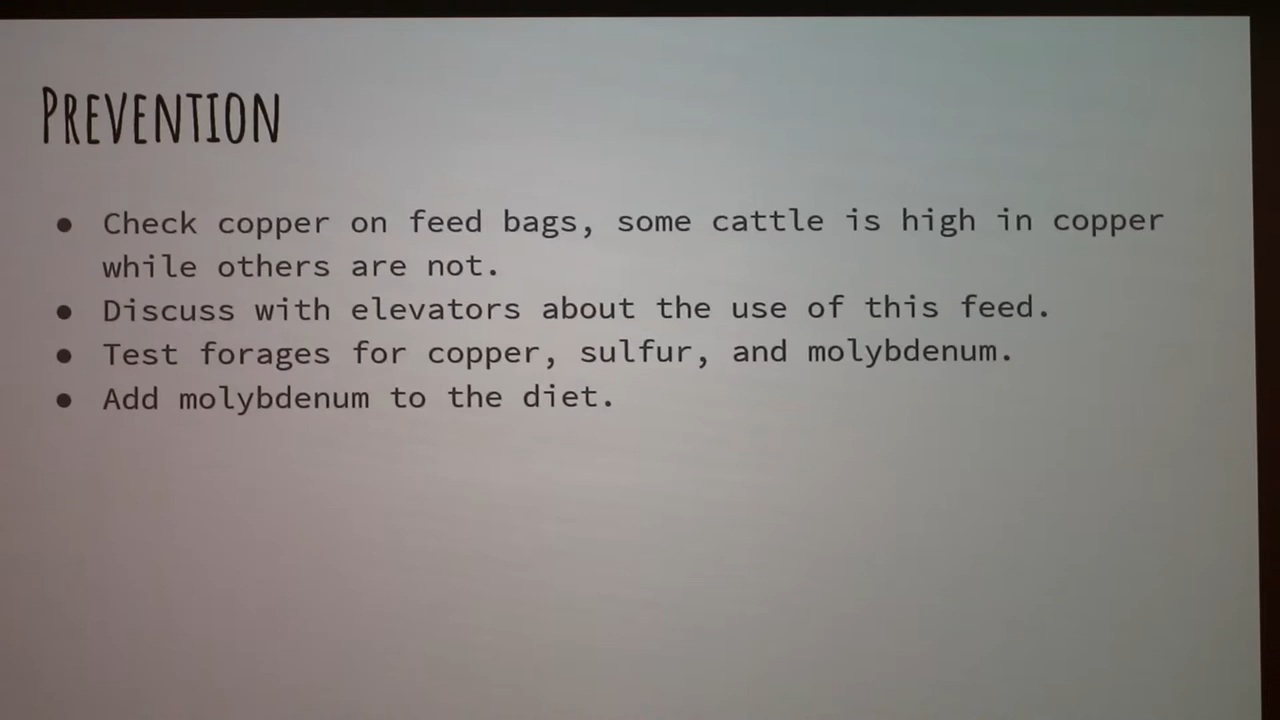 PREVENTION
● Check copper on feed bags, some cattle is high in copper
while others are not.
● Discuss with elevators about the use of this feed.
● Test forages for copper, sulfur, and molybdenum.
● Add molybdenum to the diet.